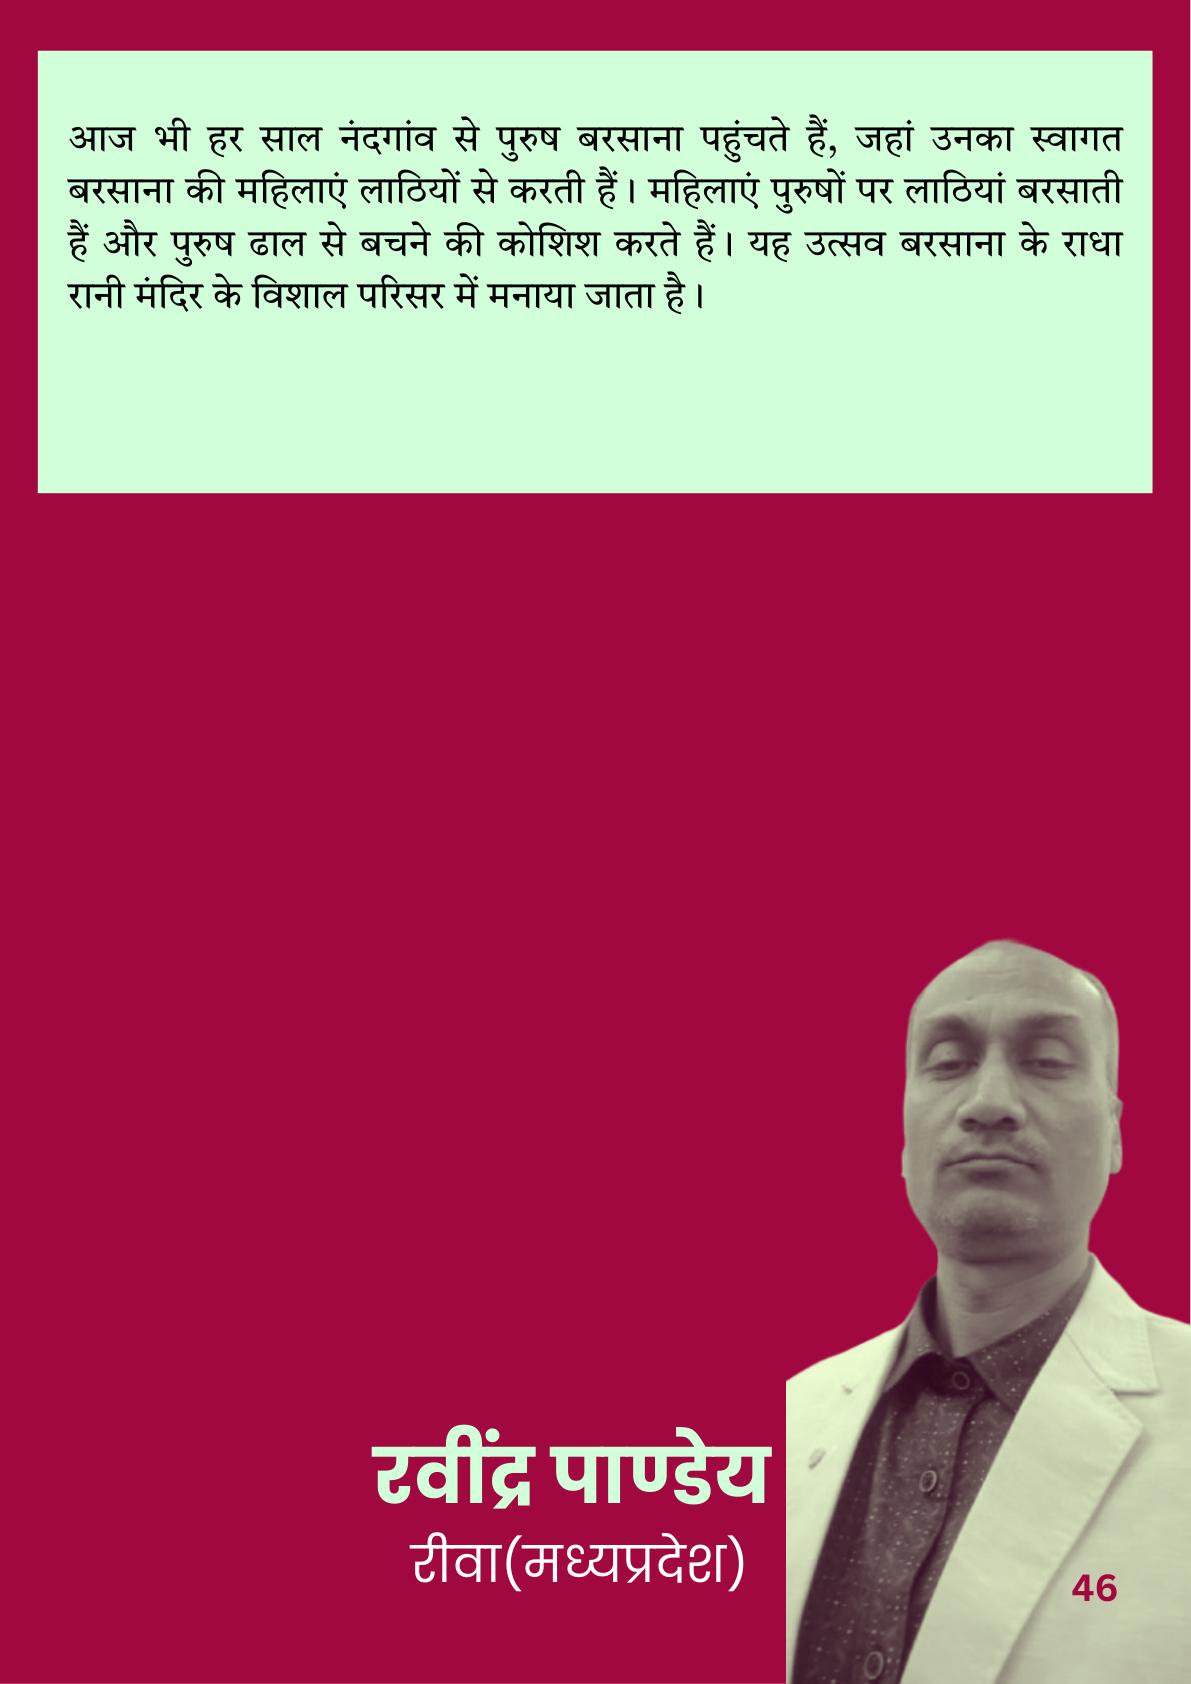 आज भी हर साल नंदगांव से पुरुष बरसाना पहुंचते हैं, जहां उनका स्वागत
बरसाना की महिलाएं लाठियों से करती हैं। महिलाएं पुरुषों पर लाठियां बरसाती
हैं और पुरुष ढाल से बचने की कोशिश करते हैं। यह उत्सव बरसाना के राधा
रानी मंदिर के विशाल परिसर में मनाया जाता है।
रवींद्र पाण्डेय
रीवा(मध्यप्रदेश)
46